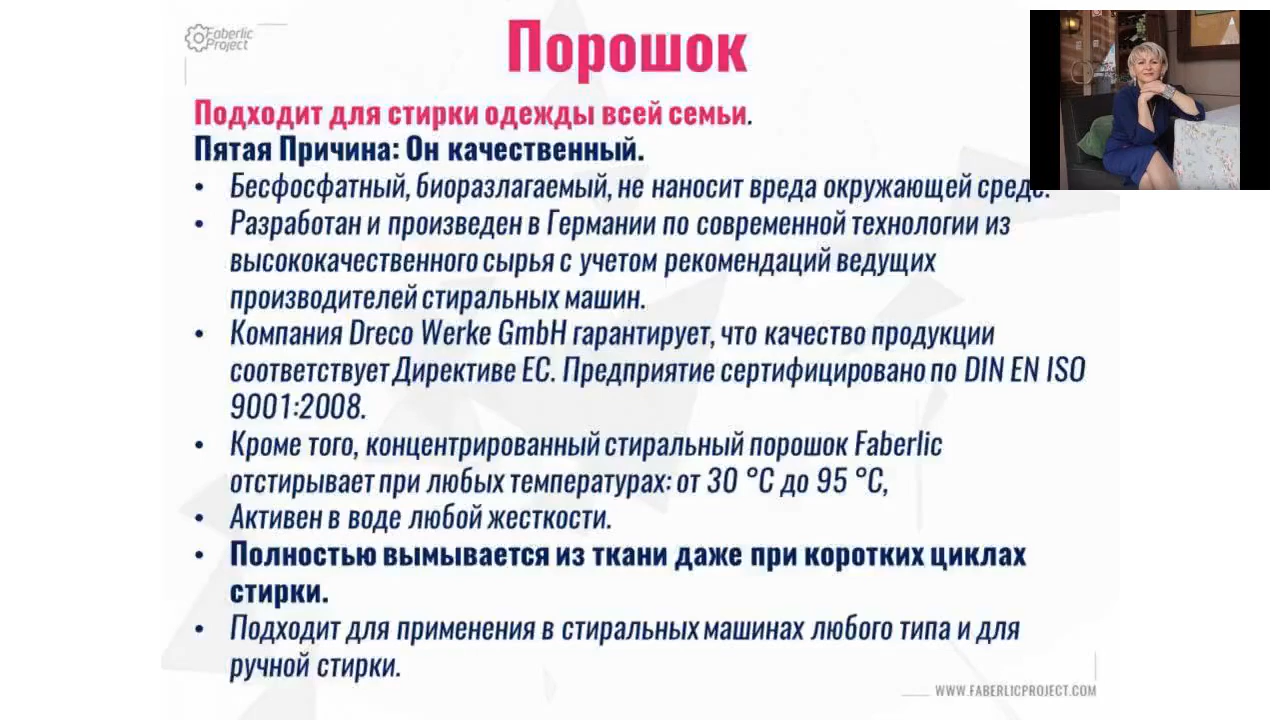 Faberlic
Project
Порошок
Подходит для стирки одежды всей семьи.
Пятая Причина: Он качественный.
• Бесфосфатный, биоразлагаемый, не наносит вреда окружающей среде.
• Разработан и произведен в Германии по современной технологии из
высококачественного сырья с учетом рекомендаций ведущих
производителей стиральных машин.
• Компания Dreco Werke GmbH гарантирует, что качество продукции
соответствует Директиве ЕС. Предприятие сертифицировано по DIN EN ISO
9001:2008.
• Кроме того, концентрированный стиральный порошок Faberlic
отстирывает при любых температурах: от 30 °С до 95 °С,
• Активен в воде любой жесткости.
• Полностью вымывается из ткани даже при коротких циклах
стирки.
• Подходит для применения в стиральных машинах любого типа и для
ручной стирки.
WWW.FABERLICPROJECT.COM